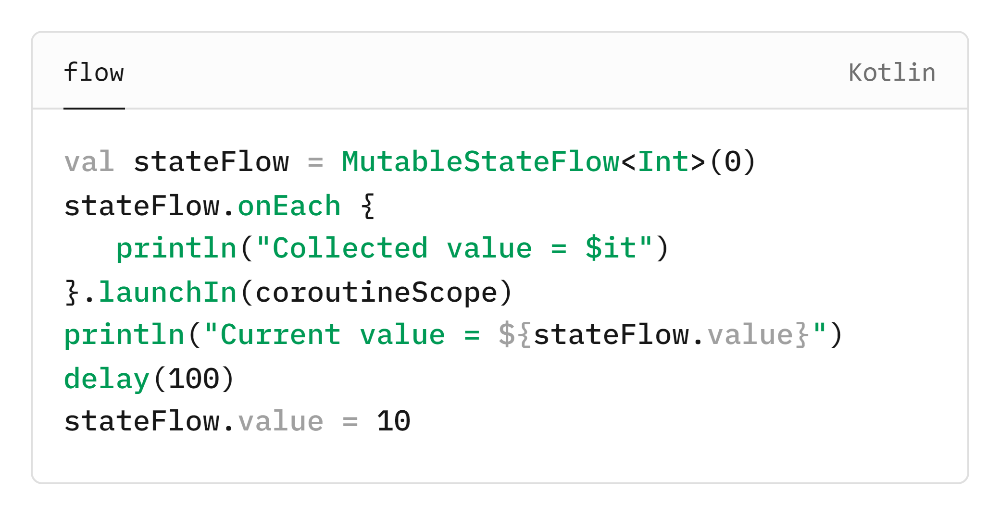 flow
Kotlin
val stateFlow = MutableStateFlow<Int>(0)
stateFlow.onEach {
   println("Collected value = $it")
}.launchIn(coroutineScope)
println("Current value = ${stateFlow.value}")
delay(100)
stateFlow.value = 10